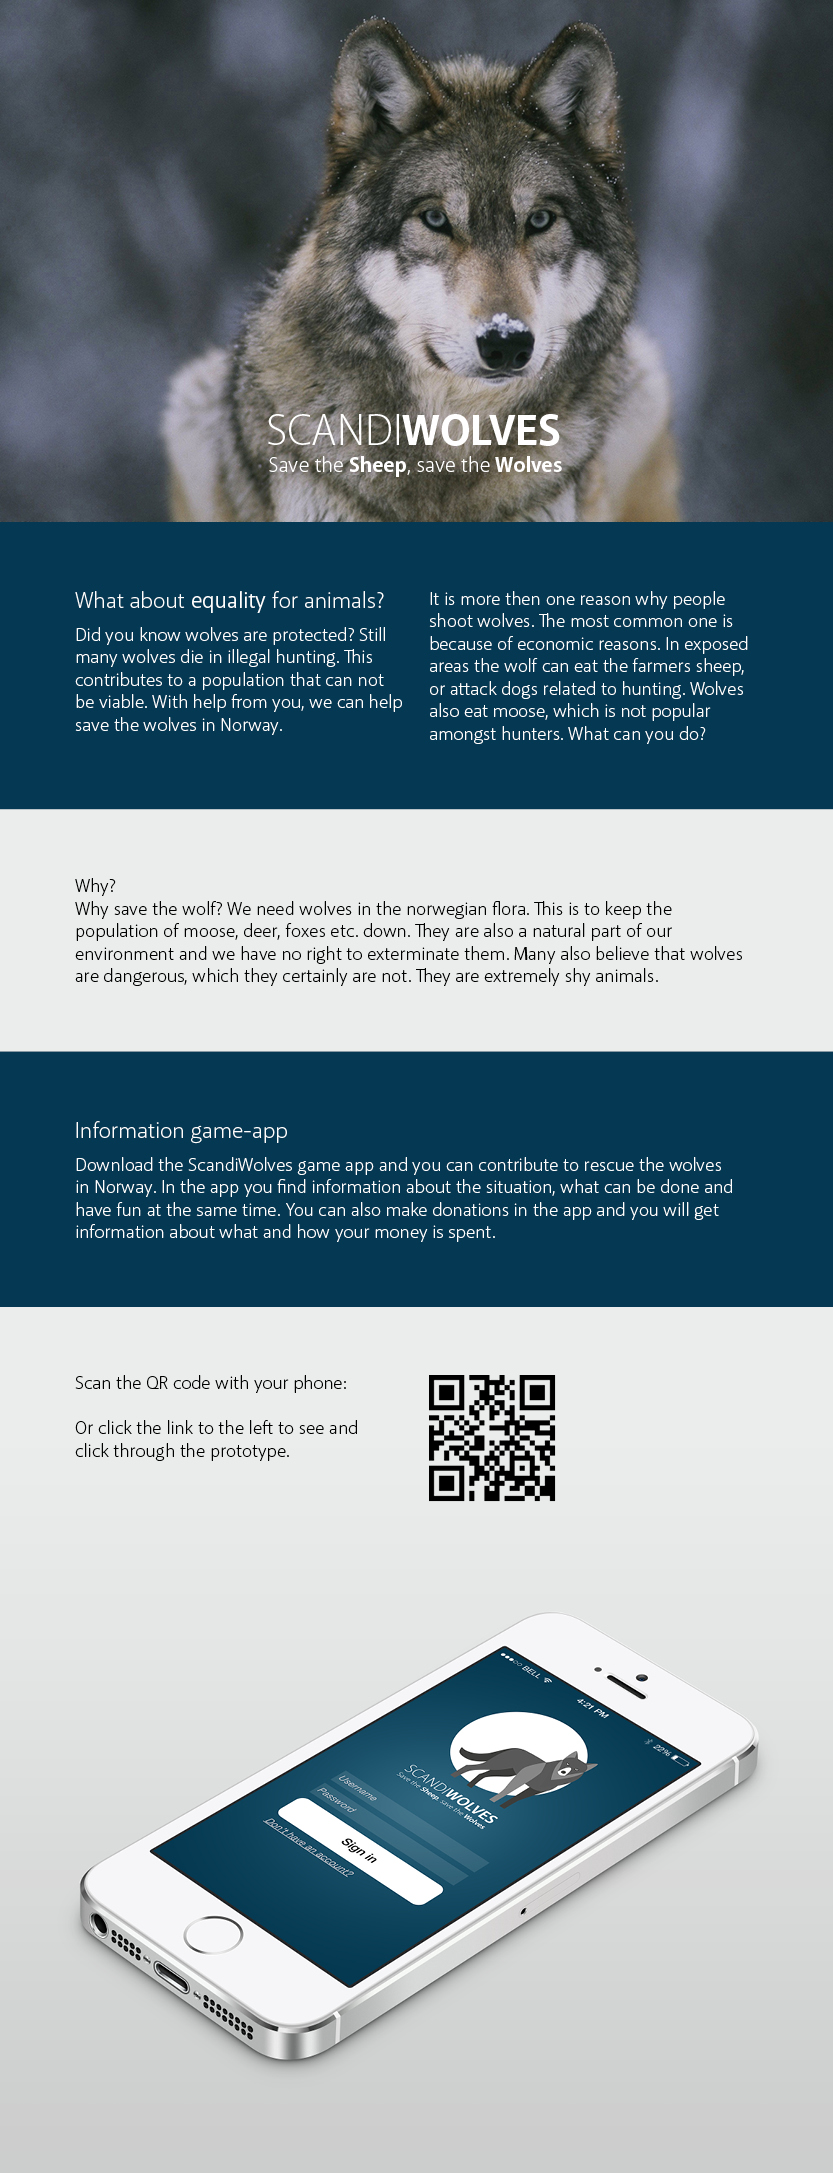 SCANDIWOLVES
Save the Sheep, save the Wolves
What about equality for animals?
Did you know wolves are protected? Still
many wolves die in illegal hunting. This
contributes to a population that can not
be viable. With help from you, we can help
save the wolves in Norway.
It is more then one reason why people
shoot wolves. The most common one is
because of economic reasons. In exposed
areas the wolf can eat the farmers sheep,
or attack dogs related to hunting. Wolves
also eat moose, which is not popular
amongst hunters. What can you do?
Why?
Why save the wolf? We need wolves in the norwegian flora. This is to keep the
population of moose, deer, foxes etc. down. They are also a natural part of our
environment and we have no right to exterminate them. Many also believe that wolves
are dangerous, which they certainly are not. They are extremely shy animals.
Information game-app
Download the ScandiWolves game app and you can contribute to rescue the wolves
in Norway. In the app you find information about the situation, what can be done and
have fun at the same time. You can also make donations in the app and you will get
information about what and how your money is spent.
Scan the QR code with your phone:
Or click the link to the left to see and
click through the prototype.
BELL
4:21 PM
22%
SCANDIWOLVES
Save the Sheep, save the Wolves
Username
Password
Sign in
Don't have an account?